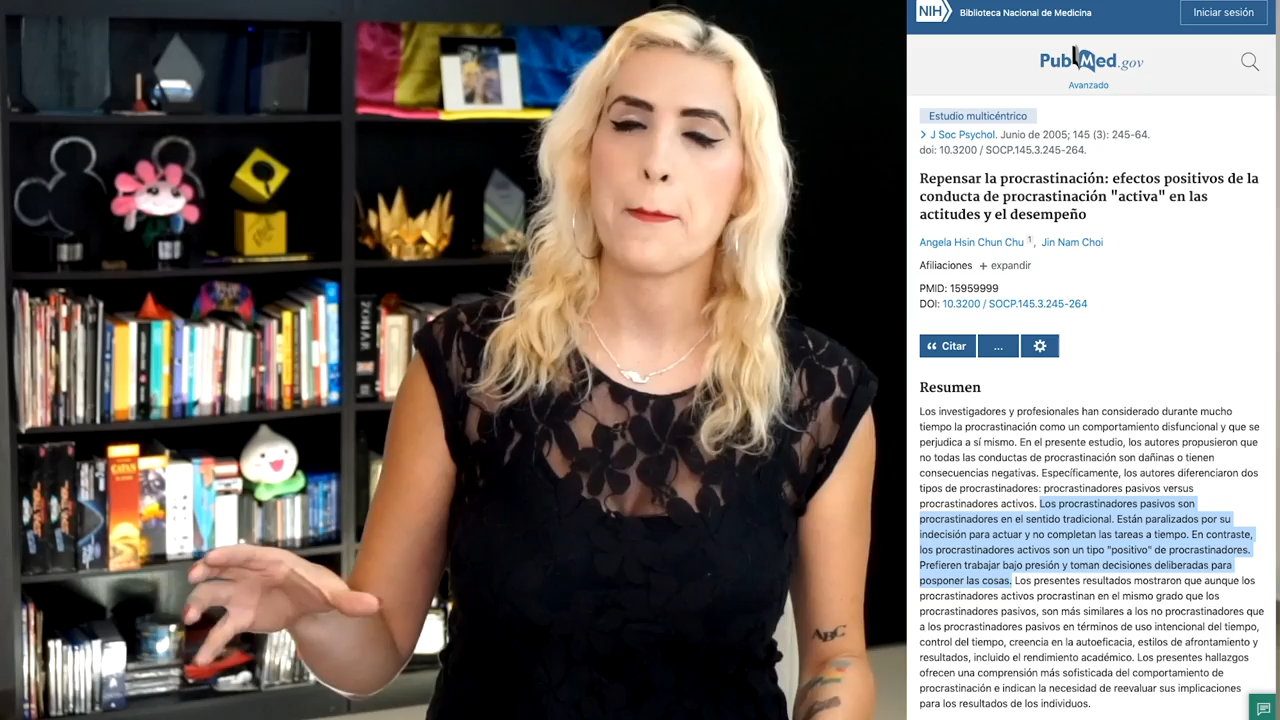 NIH
Biblioteca Nacional de Medicina
Iniciar sesión
PubMed.gov
Avanzado
Estudio multicéntrico
> J Soc Psychol. Junio de 2005; 145 (3): 245-64.
doi: 10.3200 / SOCP.145.3.245-264.
Repensar la procrastinación: efectos positivos de la
conducta de procrastinación "activa" en las
actitudes y el desempeño
Angela Hsin Chun Chu 1, Jin Nam Choi
Afiliaciones + expandir
PMID: 15959999
DOI: 10.3200 / SOCP.145.3.245-264
Citar
...
Resumen
Los investigadores y profesionales han considerado durante mucho
tiempo la procrastinación como un comportamiento disfuncional y que se
perjudica a sí mismo. En el presente estudio, los autores propusieron que
no todas las conductas de procrastinación son dañinas o tienen
consecuencias negativas. Específicamente, los autores diferenciaron dos
tipos de procrastinadores: procrastinadores pasivos versus
procrastinadores activos. Los procrastinadores pasivos son
procrastinadores en el sentido tradicional. Están paralizados por su
indecisión para actuar y no completan las tareas a tiempo. En contraste,
los procrastinadores activos son un tipo "positivo" de procrastinadores.
Prefieren trabajar bajo presión y toman decisiones deliberadas para
posponer las cosas. Los presentes resultados mostraron que aunque los
procrastinadores activos procrastinan en el mismo grado que los
procrastinadores pasivos, son más similares a los no procrastinadores que
a los procrastinadores pasivos en términos de uso intencional del tiempo,
control del tiempo, creencia en la autoeficacia, estilos de afrontamiento y
resultados, incluido el rendimiento académico. Los presentes hallazgos
ofrecen una comprensión más sofisticada del comportamiento de
procrastinación e indican la necesidad de reevaluar sus implicaciones
para los resultados de los individuos.
CATAN
ABC